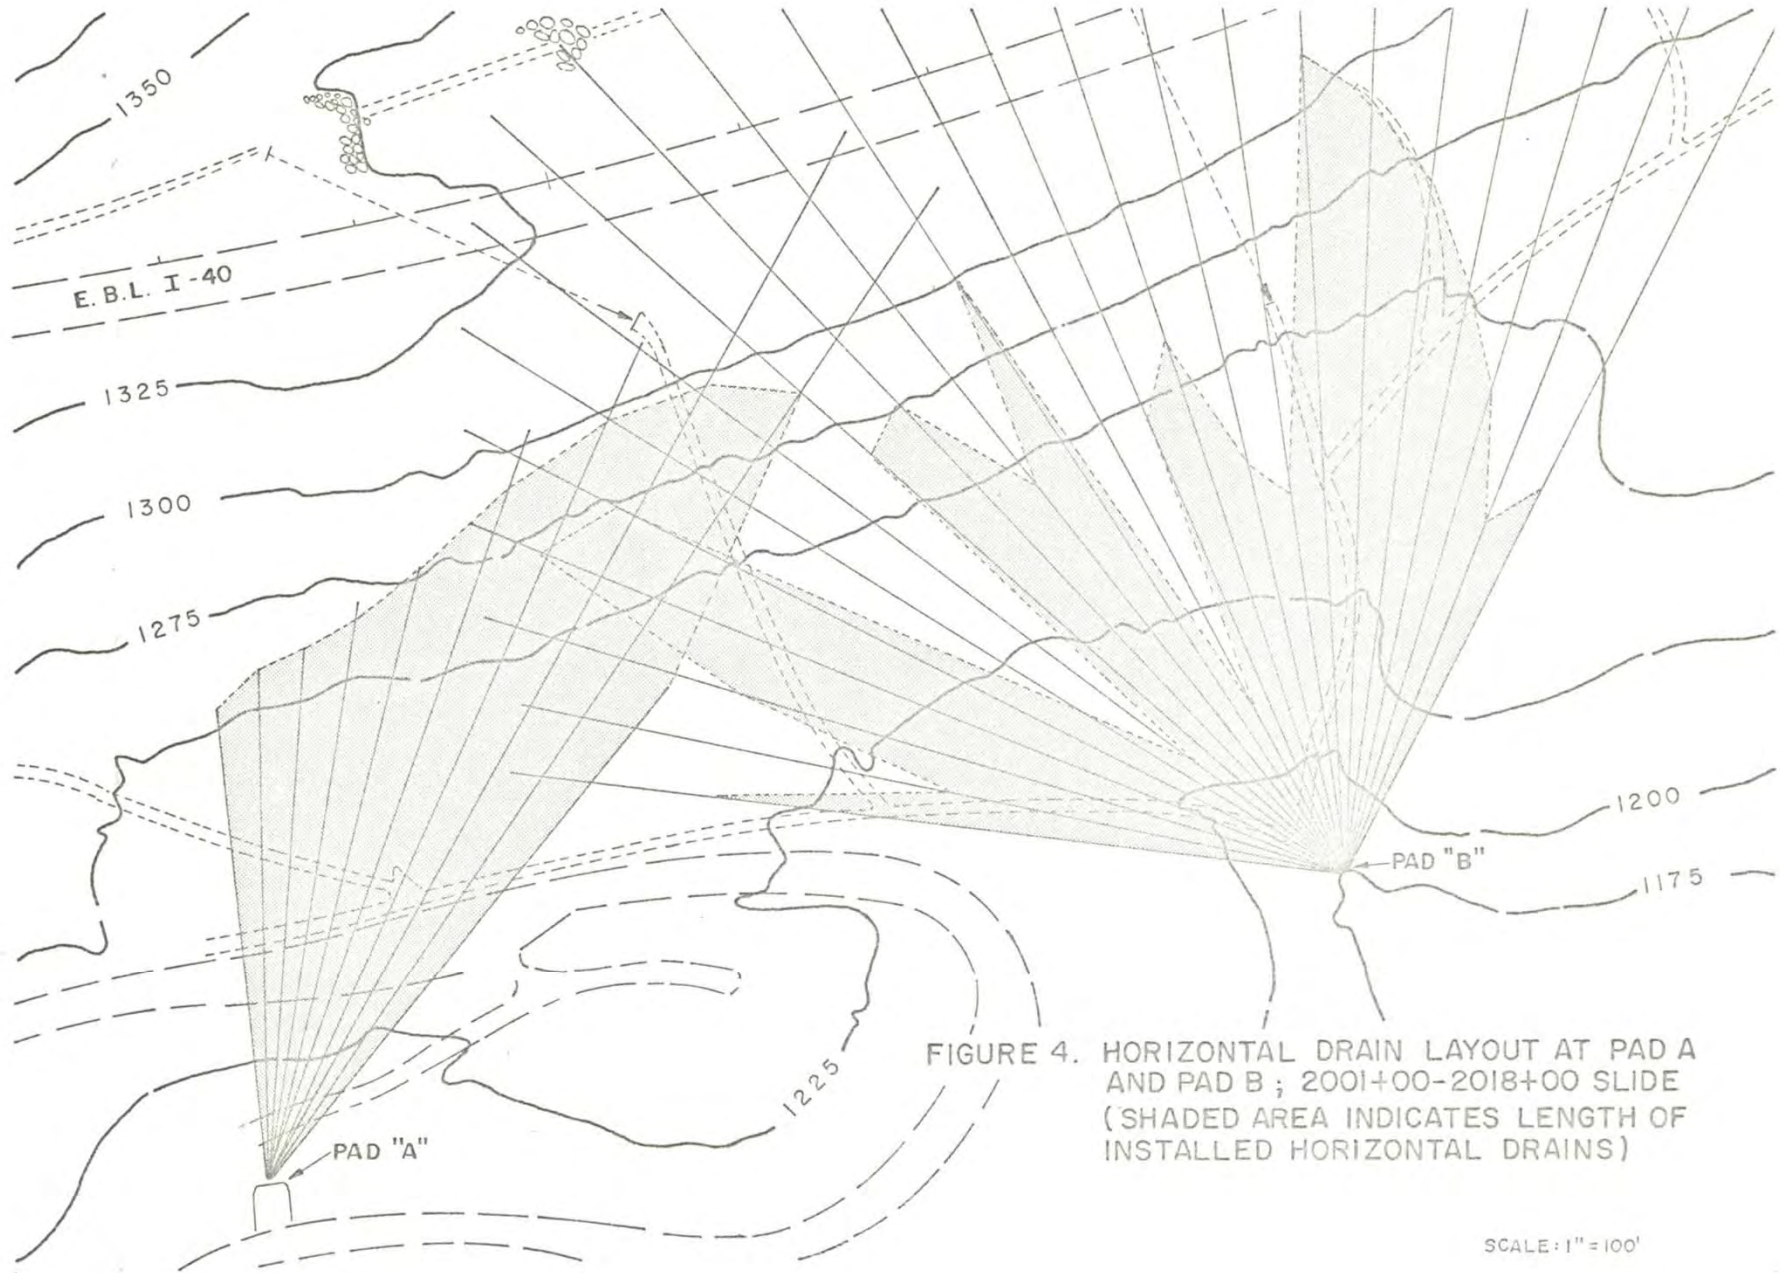 1350
E. B. L. I-40
1325
1300
1275
1200
PAD "B"
1175
1225
PAD "A"
FIGURE 4. HORIZONTAL DRAIN LAYOUT AT PAD A
AND PAD B ; 2001+00-2018+00 SLIDE
(SHADED AREA INDICATES LENGTH OF
INSTALLED HORIZONTAL DRAINS)
SCALE: 1" = 100'